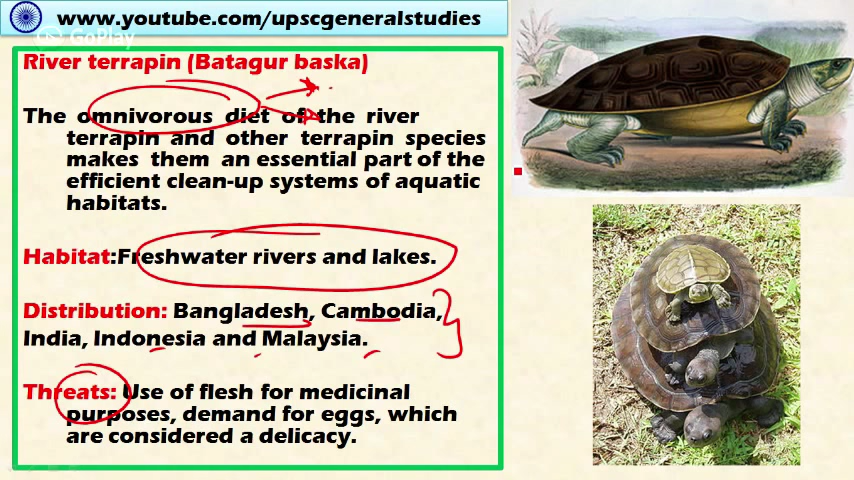 www.youtube.com/upscgeneralstudies
GoPlay
River terrapin (Batagur baska)
The omnivorous diet of the river
terrapin and other terrapin species
makes them an essential part of the
efficient clean-up systems of aquatic
habitats.
Habitat:Freshwater rivers and lakes.
Distribution: Bangladesh, Cambodia,
India, Indonesia and Malaysia.
Threats: Use of flesh for medicinal
purposes, demand for eggs, which
are considered a delicacy.